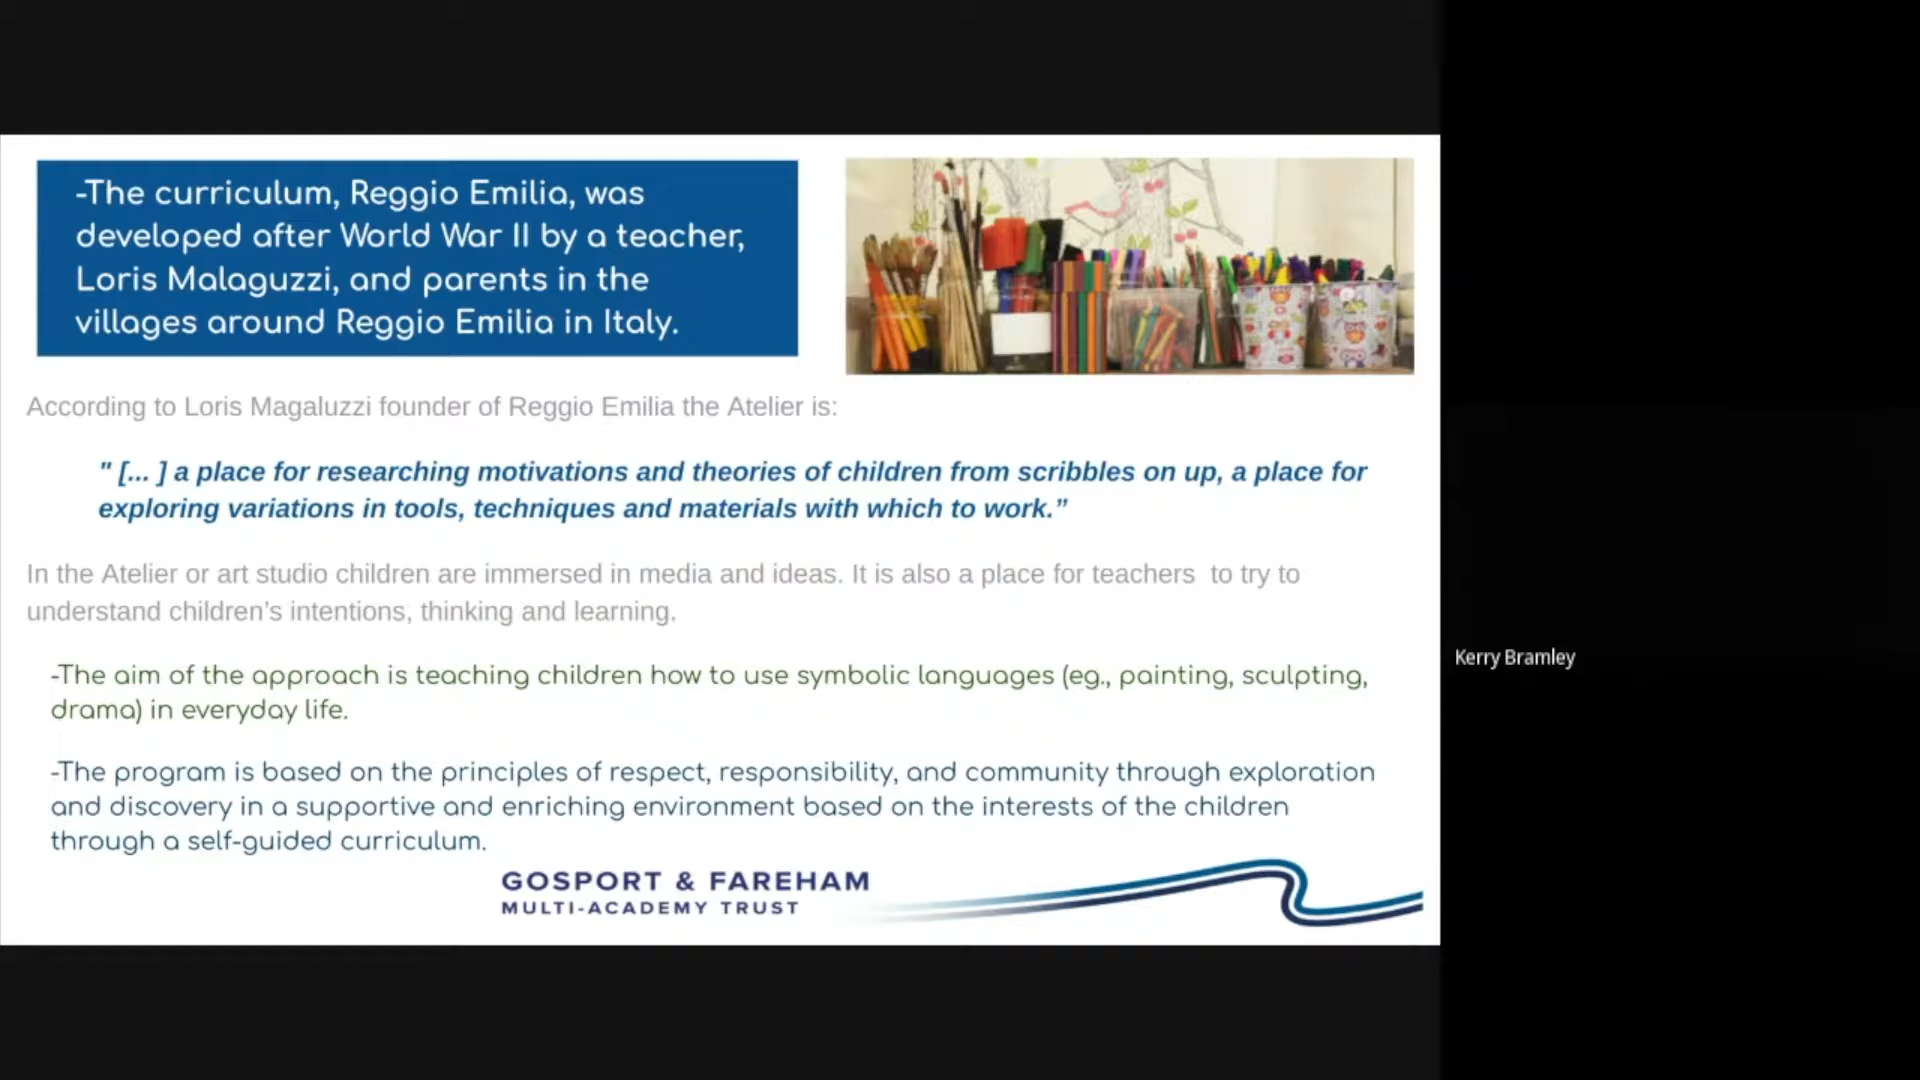 -The curriculum, Reggio Emilia, was
developed after World War II by a teacher,
Loris Malaguzzi, and parents in the
villages around Reggio Emilia in Italy.
According to Loris Magaluzzi founder of Reggio Emilia the Atelier is:
" [... ] a place for researching motivations and theories of children from scribbles on up, a place for
exploring variations in tools, techniques and materials with which to work.”
In the Atelier or art studio children are immersed in media and ideas. It is also a place for teachers  to try to
understand children’s intentions, thinking and learning.
-The aim of the approach is teaching children how to use symbolic languages (eg., painting, sculpting,
drama) in everyday life.
-The program is based on the principles of respect, responsibility, and community through exploration
and discovery in a supportive and enriching environment based on the interests of the children
through a self-guided curriculum.
GOSPORT & FAREHAM
MULTI-ACADEMY TRUST
Kerry Bramley